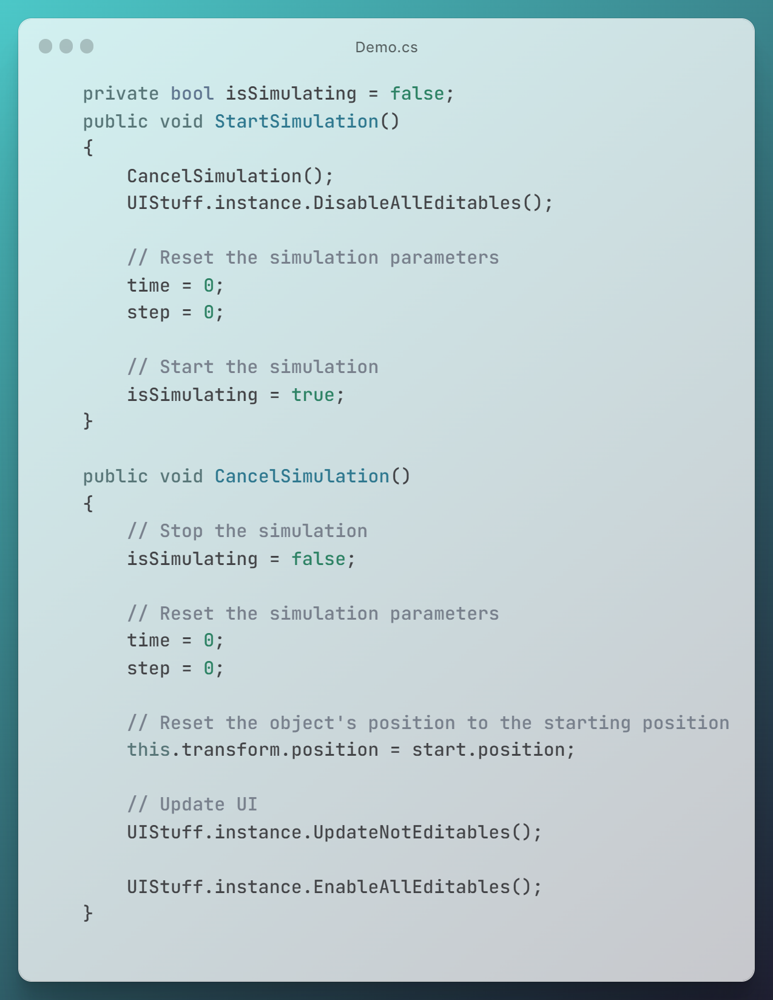 Demo.cs
private bool isSimulating = false;
public void StartSimulation()
{
CancelSimulation();
UIStuff.instance.DisableAllEditables();
// Reset the simulation parameters
time = 0;
step = 0;
// Start the simulation
isSimulating = true;
}
public void CancelSimulation()
{
// Stop the simulation
isSimulating = false;
// Reset the simulation parameters
time = 0;
step = 0;
// Reset the object's position to the starting position
this.transform.position = start.position;
// Update UI
UIStuff.instance.UpdateNotEditables();
UIStuff.instance.EnableAllEditables();
}